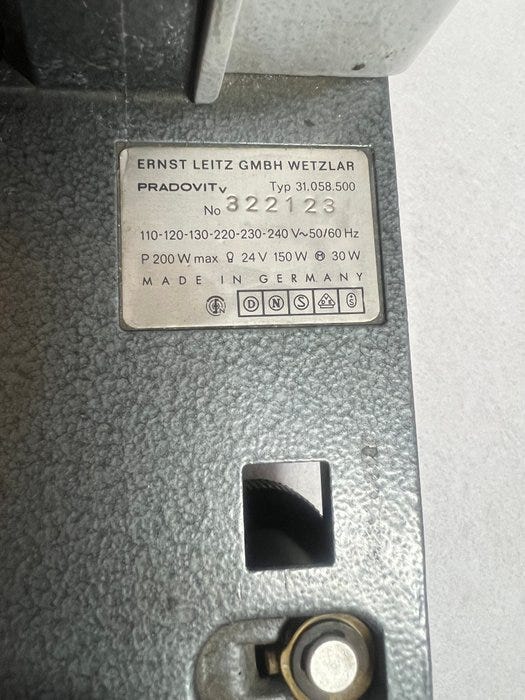 ERNST LEITZ GMBH WETZLAR
PRADOVIT v Typ 31.058.500
No 322123
110-120-130-220-230-240 V~50/60 Hz
P 200 W max 24 V 150 W M 30 W
MADE IN GERMANY
D N S